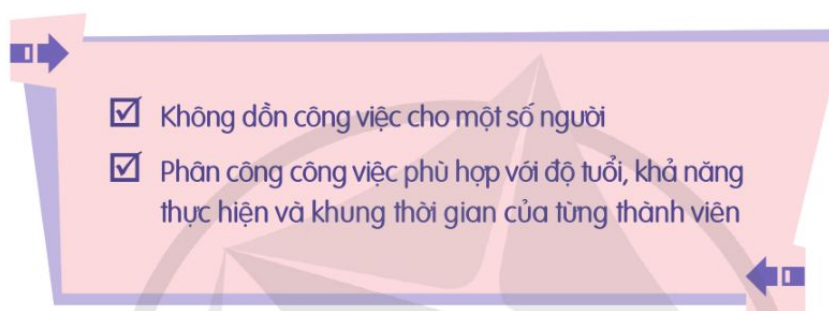 Không dồn công việc cho một số người
Phân công công việc phù hợp với độ tuổi, khả năng
thực hiện và khung thời gian của từng thành viên